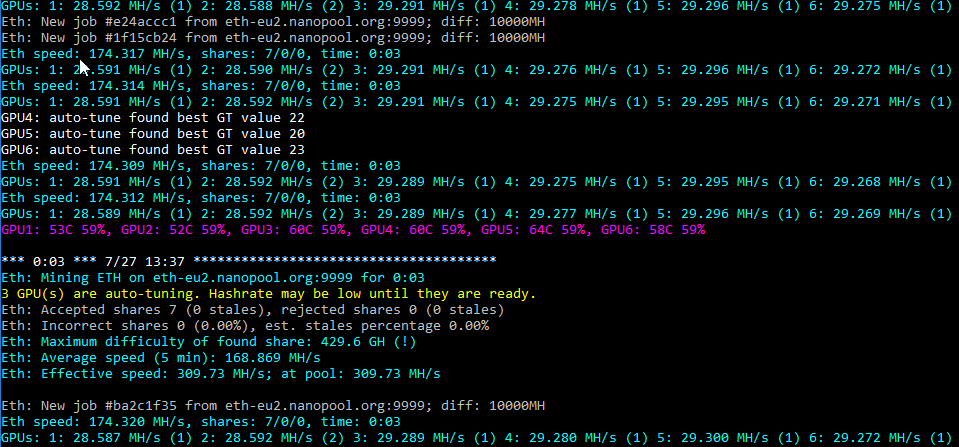 GPUs: 1: 28.592 MH/s (1) 2: 28.588 MH/s (2) 3: 29.291 MH/s (1) 4: 29.278 MH/s (1) 5: 29.295 MH/s (1) 6: 29.275 MH/s (1)
Eth: New job #e24accc1 from eth-eu2.nanopool.org:9999; diff: 10000MH
Eth: New job #1f15cb24 from eth-eu2.nanopool.org:9999; diff: 10000MH
Eth speed: 174.317 MH/s, shares: 7/0/0, time: 0:03
GPUs: 1: 28.591 MH/s (1) 2: 28.590 MH/s (2) 3: 29.291 MH/s (1) 4: 29.276 MH/s (1) 5: 29.296 MH/s (1) 6: 29.272 MH/s (1)
Eth speed: 174.314 MH/s, shares: 7/0/0, time: 0:03
GPUs: 1: 28.591 MH/s (1) 2: 28.592 MH/s (2) 3: 29.291 MH/s (1) 4: 29.275 MH/s (1) 5: 29.296 MH/s (1) 6: 29.271 MH/s (1)
GPU4: auto-tune found best GT value 22
GPU5: auto-tune found best GT value 20
GPU6: auto-tune found best GT value 23
Eth speed: 174.309 MH/s, shares: 7/0/0, time: 0:03
GPUs: 1: 28.591 MH/s (1) 2: 28.592 MH/s (2) 3: 29.289 MH/s (1) 4: 29.275 MH/s (1) 5: 29.295 MH/s (1) 6: 29.268 MH/s (1)
Eth speed: 174.312 MH/s, shares: 7/0/0, time: 0:03
GPUs: 1: 28.589 MH/s (1) 2: 28.592 MH/s (2) 3: 29.289 MH/s (1) 4: 29.277 MH/s (1) 5: 29.296 MH/s (1) 6: 29.269 MH/s (1)
GPU1: 53C 59%, GPU2: 52C 59%, GPU3: 60C 59%, GPU4: 60C 59%, GPU5: 64C 59%, GPU6: 58C 59%
*** 0:03 *** 7/27 13:37 **************************************
Eth: Mining ETH on eth-eu2.nanopool.org:9999 for 0:03
3 GPU(s) are auto-tuning. Hashrate may be low until they are ready.
Eth: Accepted shares 7 (0 stales), rejected shares 0 (0 stales)
Eth: Incorrect shares 0 (0.00%), est. stales percentage 0.00%
Eth: Maximum difficulty of found share: 429.6 GH (!)
Eth: Average speed (5 min): 168.869 MH/s
Eth: Effective speed: 309.73 MH/s; at pool: 309.73 MH/s
Eth: New job #ba2c1f35 from eth-eu2.nanopool.org:9999; diff: 10000MH
Eth speed: 174.320 MH/s, shares: 7/0/0, time: 0:03
GPUs: 1: 28.587 MH/s (1) 2: 28.592 MH/s (2) 3: 29.289 MH/s (1) 4: 29.280 MH/s (1) 5: 29.300 MH/s (1) 6: 29.272 MH/s (1)